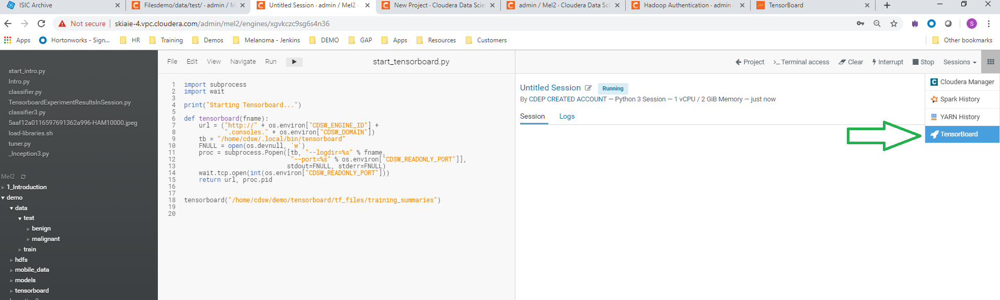 ISIC Archive
Filesdemo/data/test/ · admin / M
Untitled Session · admin / Mel2
New Project · Cloudera Data Scie
admin / Mel2 · Cloudera Data Sci
Hadoop Authentication · admin
TensorBoard
Not secure | skiaie-4.vpc.cloudera.com/admin/mel2/engines/xgvkczc9sg6s4n36
S
Apps
Hortonworks - Sign...
HR
Training
Demos
Melanoma - Jenkins
DEMO
GAP
Apps
Resources
Customers
Other bookmarks
start_intro.py
Intro.py
classifier.py
TensorboardExperimentResultsInSession.py
classifier3.py
5aaf12a0116597691362a996-HAM10000.jpeg
load-libraries.sh
tuner.py
_Inception3.py
Mel2
1_Introduction
demo
data
test
benign
malignant
train
hdfs
mobile_data
models
tensorboard
File Edit View Navigate Run
start_tensorboard.py
1 import subprocess
2 import wait
3
4 print("Starting Tensorboard...")
5
6 def tensorboard(fname):
7     url = ("http://" + os.environ["CDSW_ENGINE_ID"] +
8            ".consoles." + os.environ["CDSW_DOMAIN"])
9     tb = "/home/cdsw/.local/bin/tensorboard"
10     FNULL = open(os.devnull, 'w')
11     proc = subprocess.Popen([tb, "--logdir=%s" % fname,
12                              "--port=%s" % os.environ["CDSW_READONLY_PORT"]],
13                             stdout=FNULL, stderr=FNULL)
14     wait.tcp.open(int(os.environ["CDSW_READONLY_PORT"]))
15     return url, proc.pid
16
17
18 tensorboard("/home/cdsw/demo/tensorboard/tf_files/training_summaries")
19
20
Project
>_ Terminal access
Clear
Interrupt
Stop
Sessions
Untitled Session
Running
By CDEP CREATED ACCOUNT — Python 3 Session — 1 vCPU / 2 GiB Memory — just now
Session
Logs
Cloudera Manager
Spark History
YARN History
TensorBoard